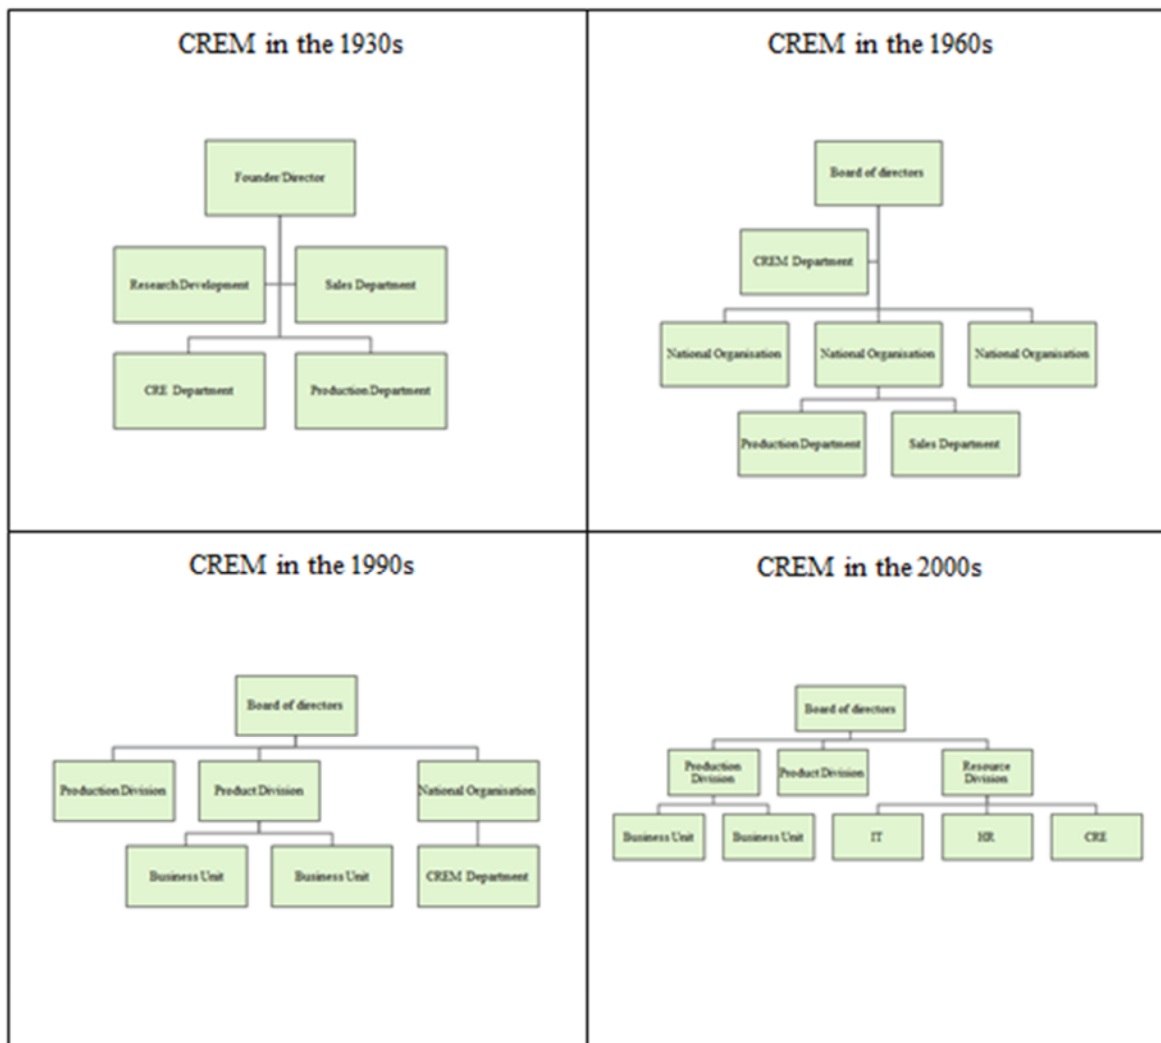 CREM in the 1930s
Founder/Director
Research Development
Sales Department
CRE Department
Production Department
CREM in the 1960s
Board of directors
CREM Department
National Organisation
National Organisation
National Organisation
Production Department
Sales Department
CREM in the 1990s
Board of directors
Production Division
Product Division
National Organisation
Business Unit
Business Unit
CREM Department
CREM in the 2000s
Board of directors
Production
Division
Product Division
Resource
Division
Business Unit
Business Unit
IT
HR
CRE